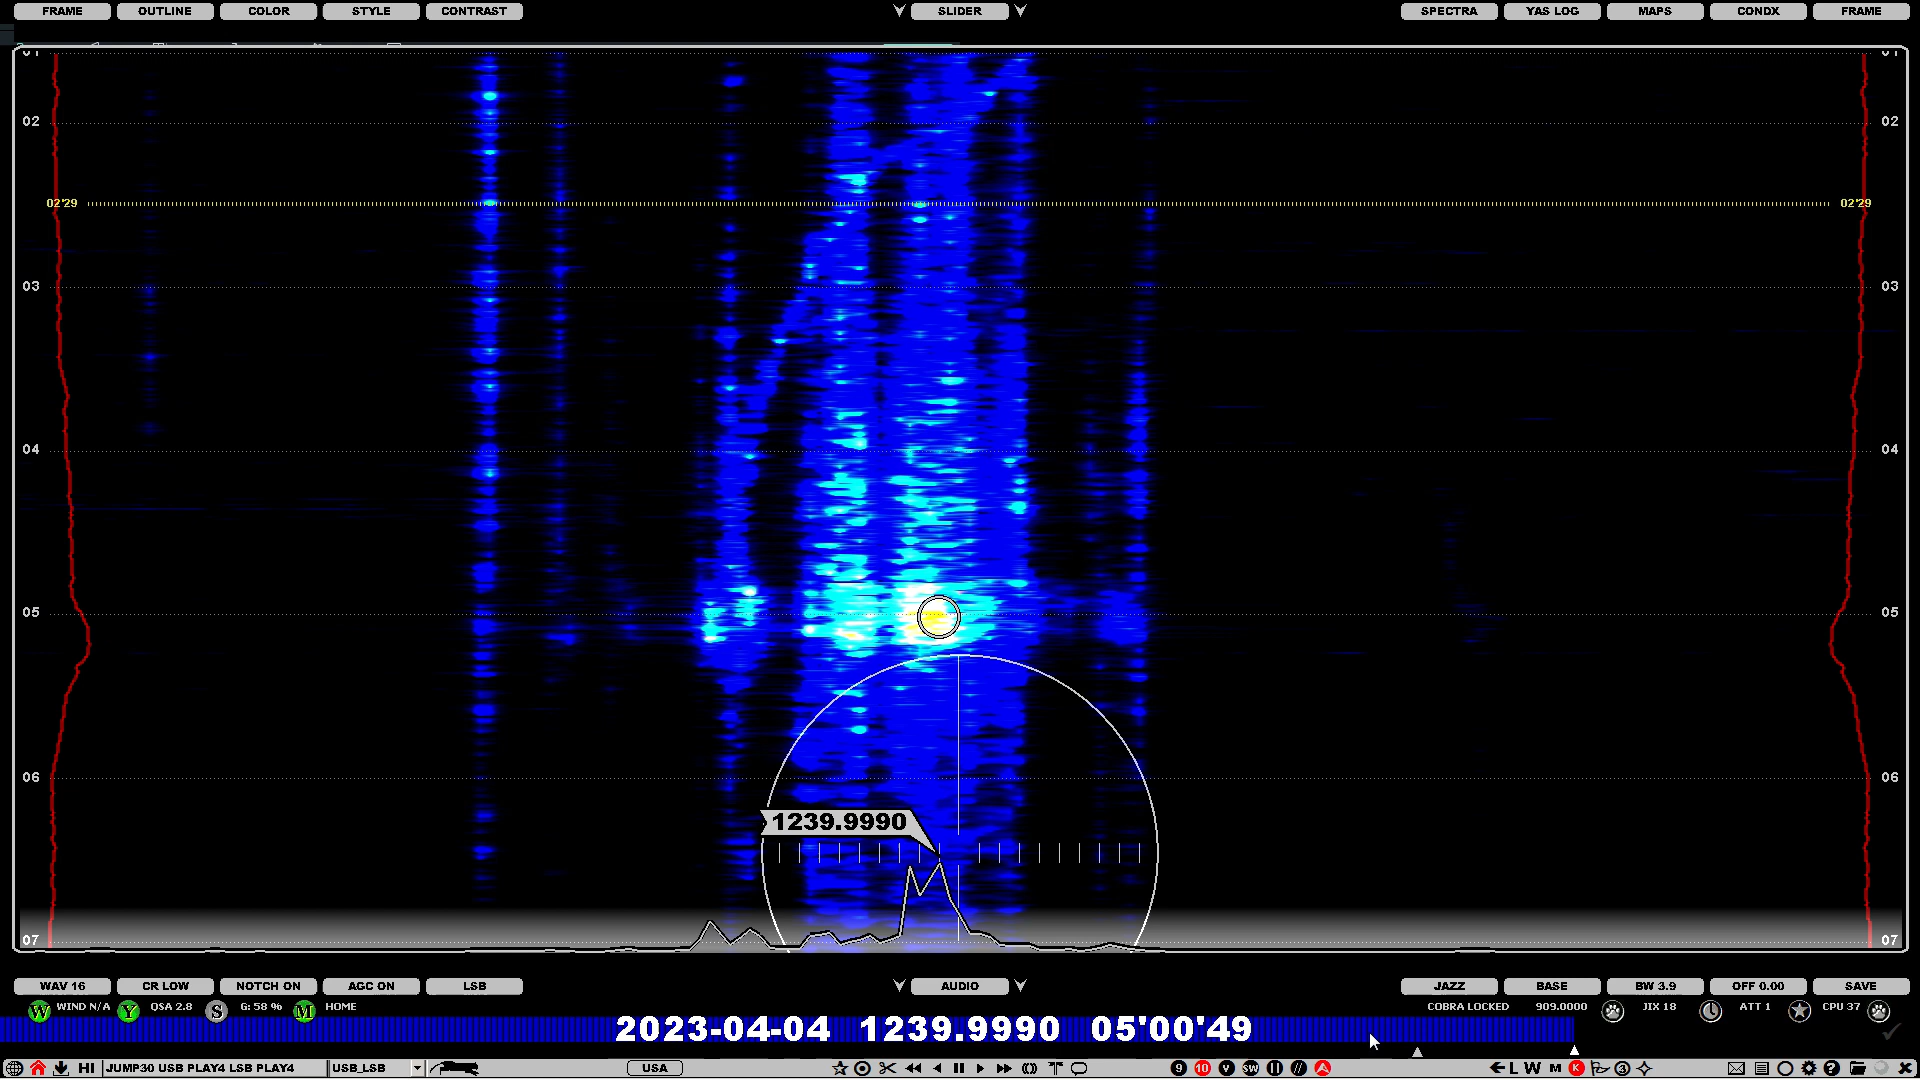 FRAME OUTLINE COLOR STYLE CONTRAST SLIDER SPECTRA YAS LOG MAPS CONDX FRAME
02 02
02'29 02'29
03 03
04 04
05 05
06 06
1239.9990
07 07
WAV 16 CR LOW NOTCH ON AGC ON LSB AUDIO JAZZ BASE BW 3.9 OFF 0.00 SAVE
W WIND N/A Y QSA 2.8 S G: 58 % M HOME COBRA LOCKED 909.0000 JIX 18 ATT 1 CPU 37
2023-04-04 1239.9990 05'00'49
HI JUMP30 USB PLAY4 LSB PLAY4 USB_LSB USA 9 10 Y SW L W M K